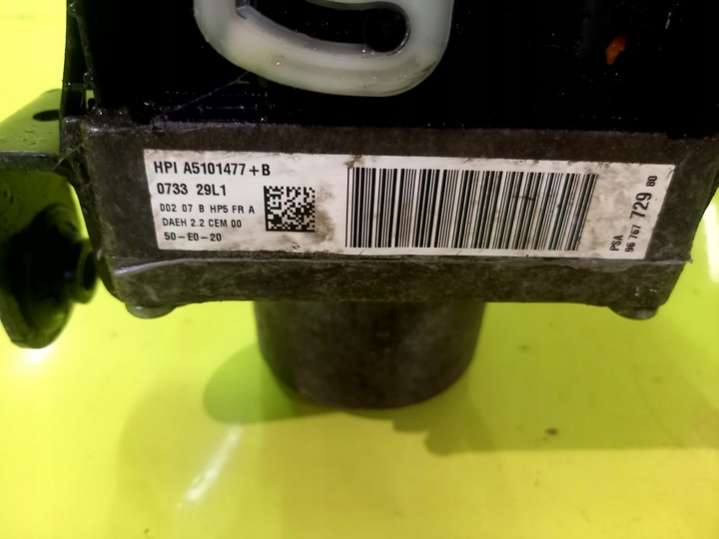 HPI A5101477+B
0733 29L1
D02 07 B HP5 FR A
DAEH 2.2 CEM 00
50-E0-20
PSA
96 767 729 80